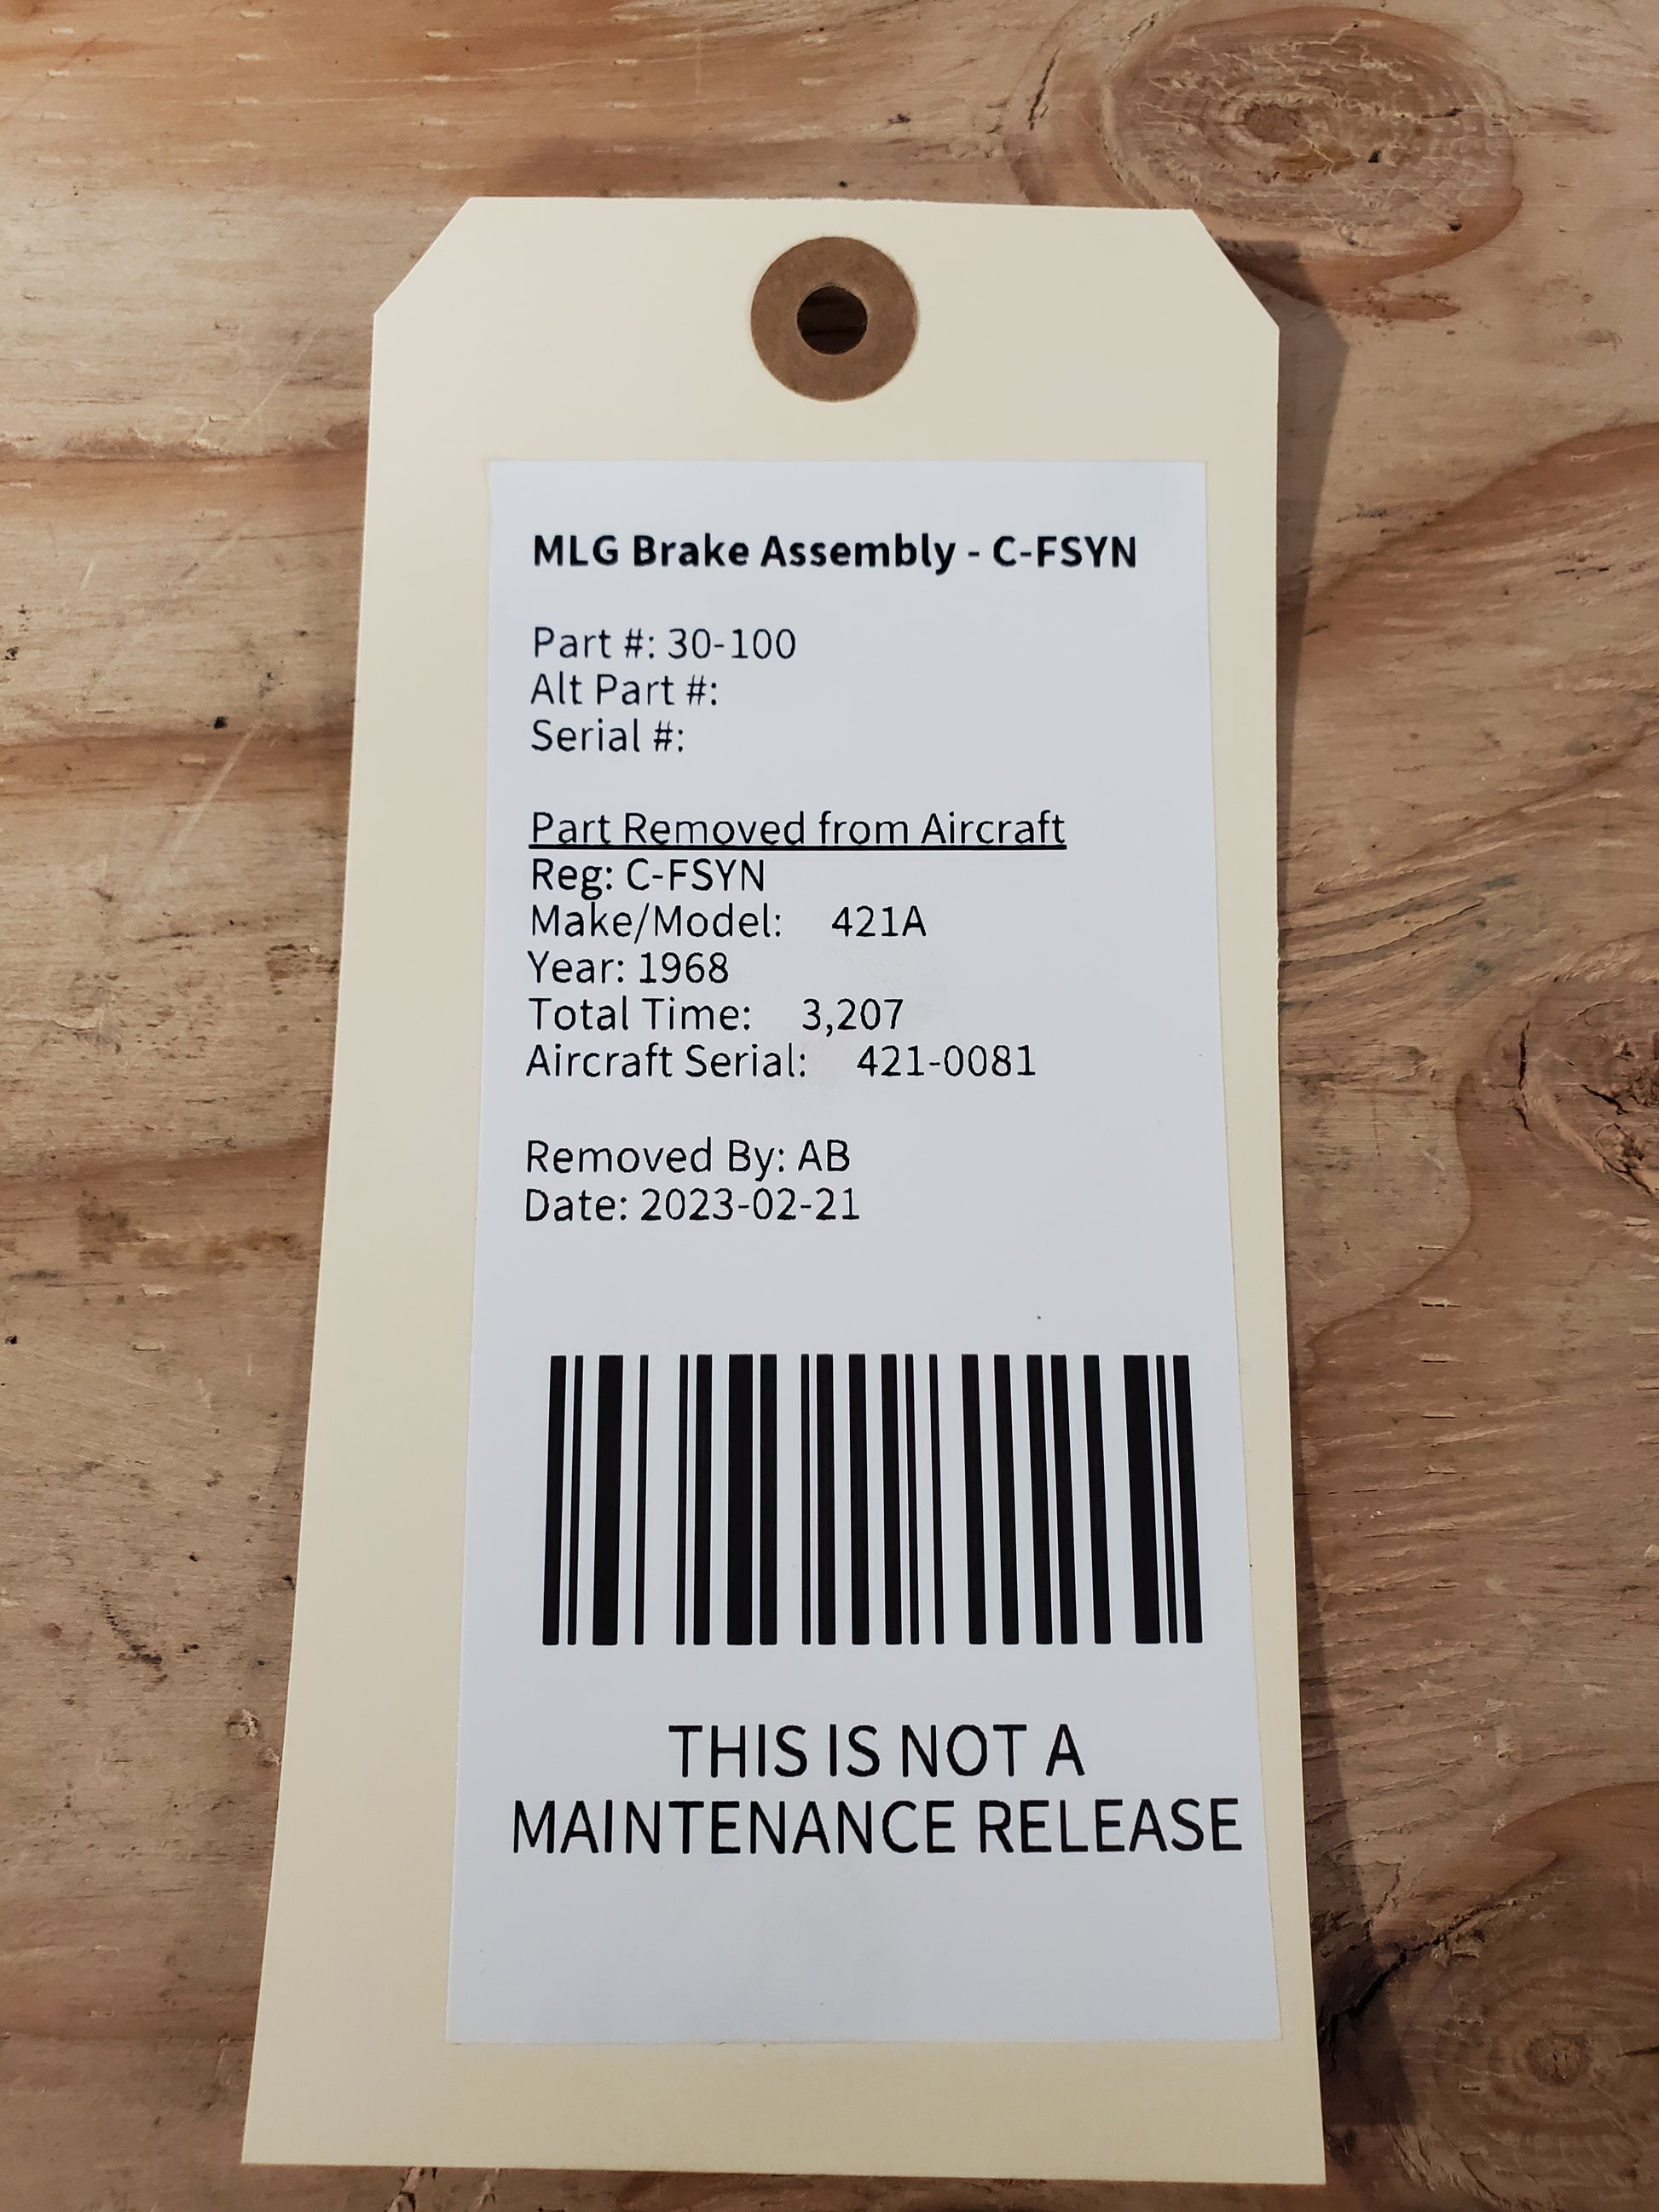 MLG Brake Assembly - C-FSYN
Part #: 30-100
Alt Part #:
Serial #:
Part Removed from Aircraft
Reg: C-FSYN
Make/Model: 421A
Year: 1968
Total Time: 3,207
Aircraft Serial: 421-0081
Removed By: AB
Date: 2023-02-21
THIS IS NOT A
MAINTENANCE RELEASE